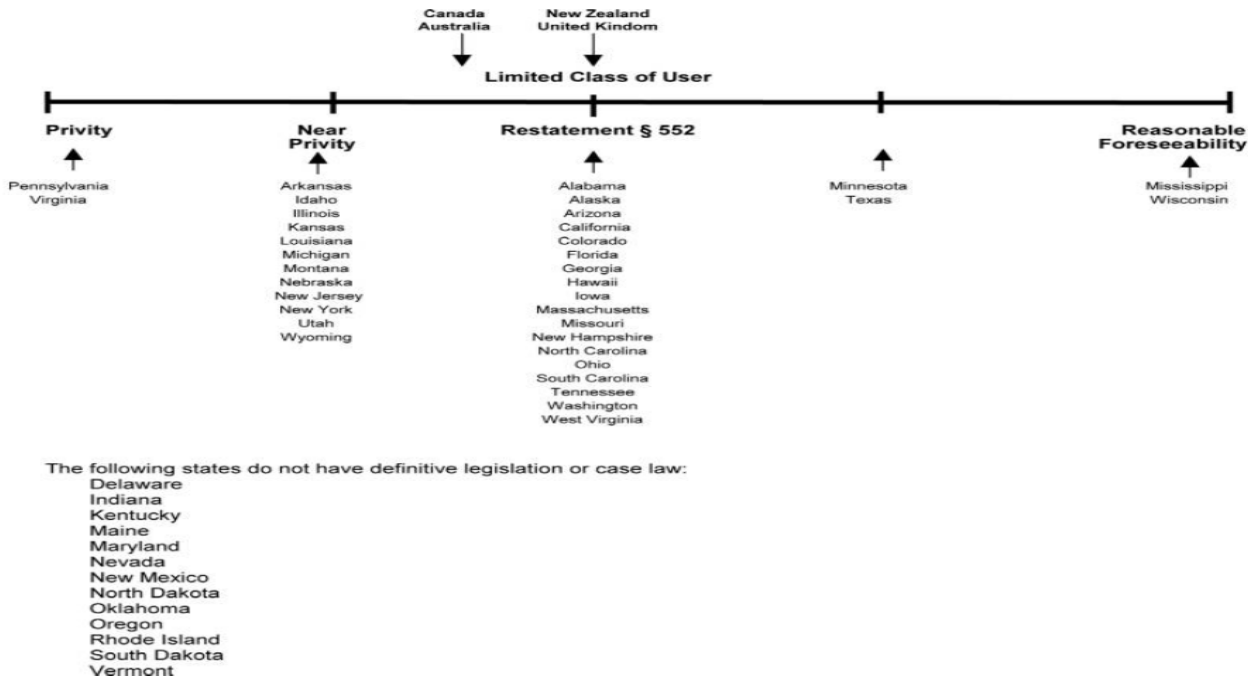 Canada
Australia
New Zealand
United Kindom
Limited Class of User
Privity
Near
Privity
Restatement § 552
Reasonable
Foreseeability
Pennsylvania
Virginia
Arkansas
Idaho
Illinois
Kansas
Louisiana
Michigan
Montana
Nebraska
New Jersey
New York
Utah
Wyoming
Alabama
Alaska
Arizona
California
Colorado
Florida
Georgia
Hawaii
Iowa
Massachusetts
Missouri
New Hampshire
North Carolina
Ohio
South Carolina
Tennessee
Washington
West Virginia
Minnesota
Texas
Mississippi
Wisconsin
The following states do not have definitive legislation or case law:
Delaware
Indiana
Kentucky
Maine
Maryland
Nevada
New Mexico
North Dakota
Oklahoma
Oregon
Rhode Island
South Dakota
Vermont